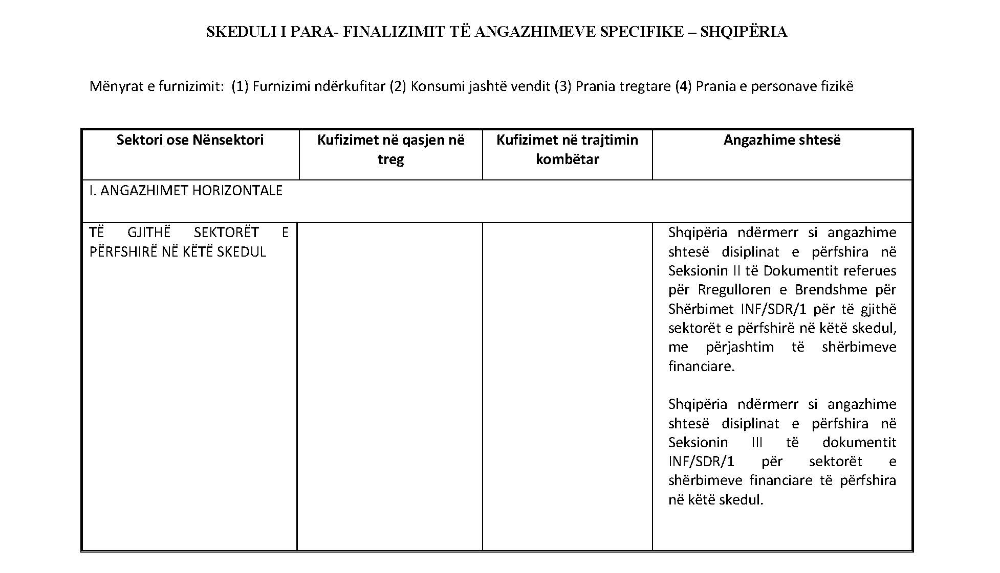 SKEDULI I PARA- FINALIZIMIT TË ANGAZHIMEVE SPECIFIKE – SHQIPËRIA
Mënyrat e furnizimit: (1) Furnizimi ndërkufitar (2) Konsumi jashtë vendit (3) Prania tregtare (4) Prania e personave fizikë
Sektori ose Nënsektori
Kufizimet në qasjen në
treg
Kufizimet në trajtimin
kombëtar
Angazhime shtesë
I. ANGAZHIMET HORIZONTALE
TË GJITHË SEKTORËT E
PËRFSHIRË NË KËTË SKEDUL
Shqipëria ndërmerr si angazhime
shtesë disiplinat e përfshira në
Seksionin II të Dokumentit referues
për Rregulloren e Brendshme për
Shërbimet INF/SDR/1 për të gjithë
sektorët e përfshirë në këtë skedul,
me përjashtim të shërbimeve
financiare.
Shqipëria ndërmerr si angazhime
shtesë disiplinat e përfshira në
Seksionin III të dokumentit
INF/SDR/1 për sektorët e
shërbimeve financiare të përfshira
në këtë skedul.